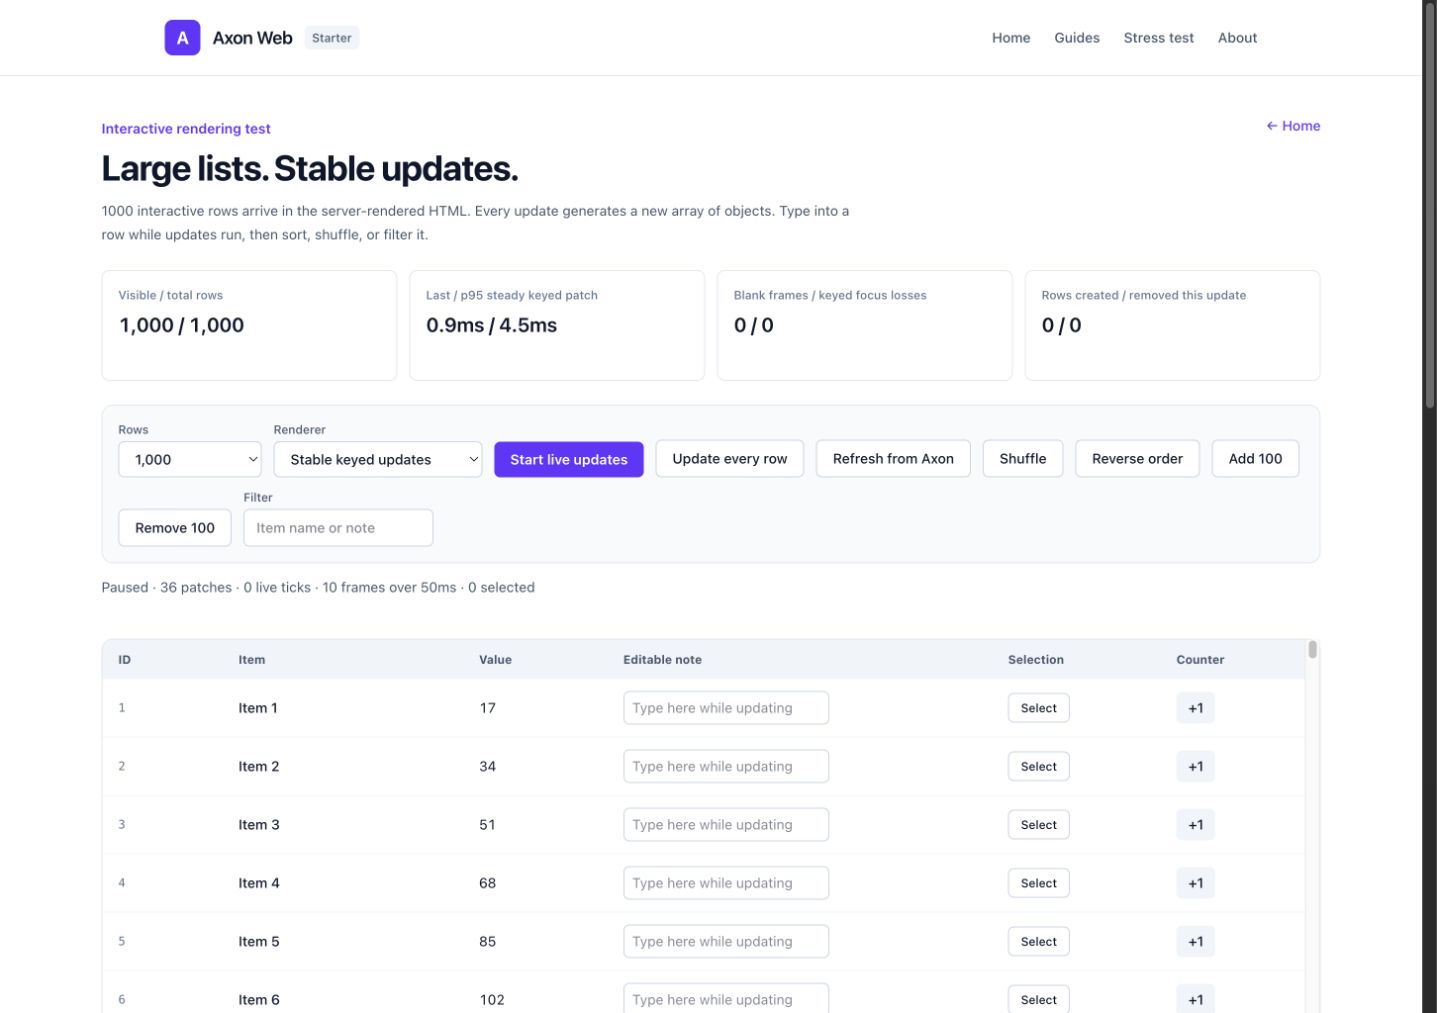 A Axon Web Starter Home Guides Stress test About
Interactive rendering test ← Home
Large lists. Stable updates.
1000 interactive rows arrive in the server-rendered HTML. Every update generates a new array of objects. Type into a
row while updates run, then sort, shuffle, or filter it.
Visible / total rows Last / p95 steady keyed patch Blank frames / keyed focus losses Rows created / removed this update
1,000 / 1,000 0.9ms / 4.5ms 0 / 0 0 / 0
Rows Renderer
1,000 Stable keyed updates Start live updates Update every row Refresh from Axon Shuffle Reverse order Add 100
Filter
Remove 100 Item name or note
Paused · 36 patches · 0 live ticks · 10 frames over 50ms · 0 selected
ID Item Value Editable note Selection Counter
1 Item 1 17 Type here while updating Select +1
2 Item 2 34 Type here while updating Select +1
3 Item 3 51 Type here while updating Select +1
4 Item 4 68 Type here while updating Select +1
5 Item 5 85 Type here while updating Select +1
6 Item 6 102 Type here while updating Select +1